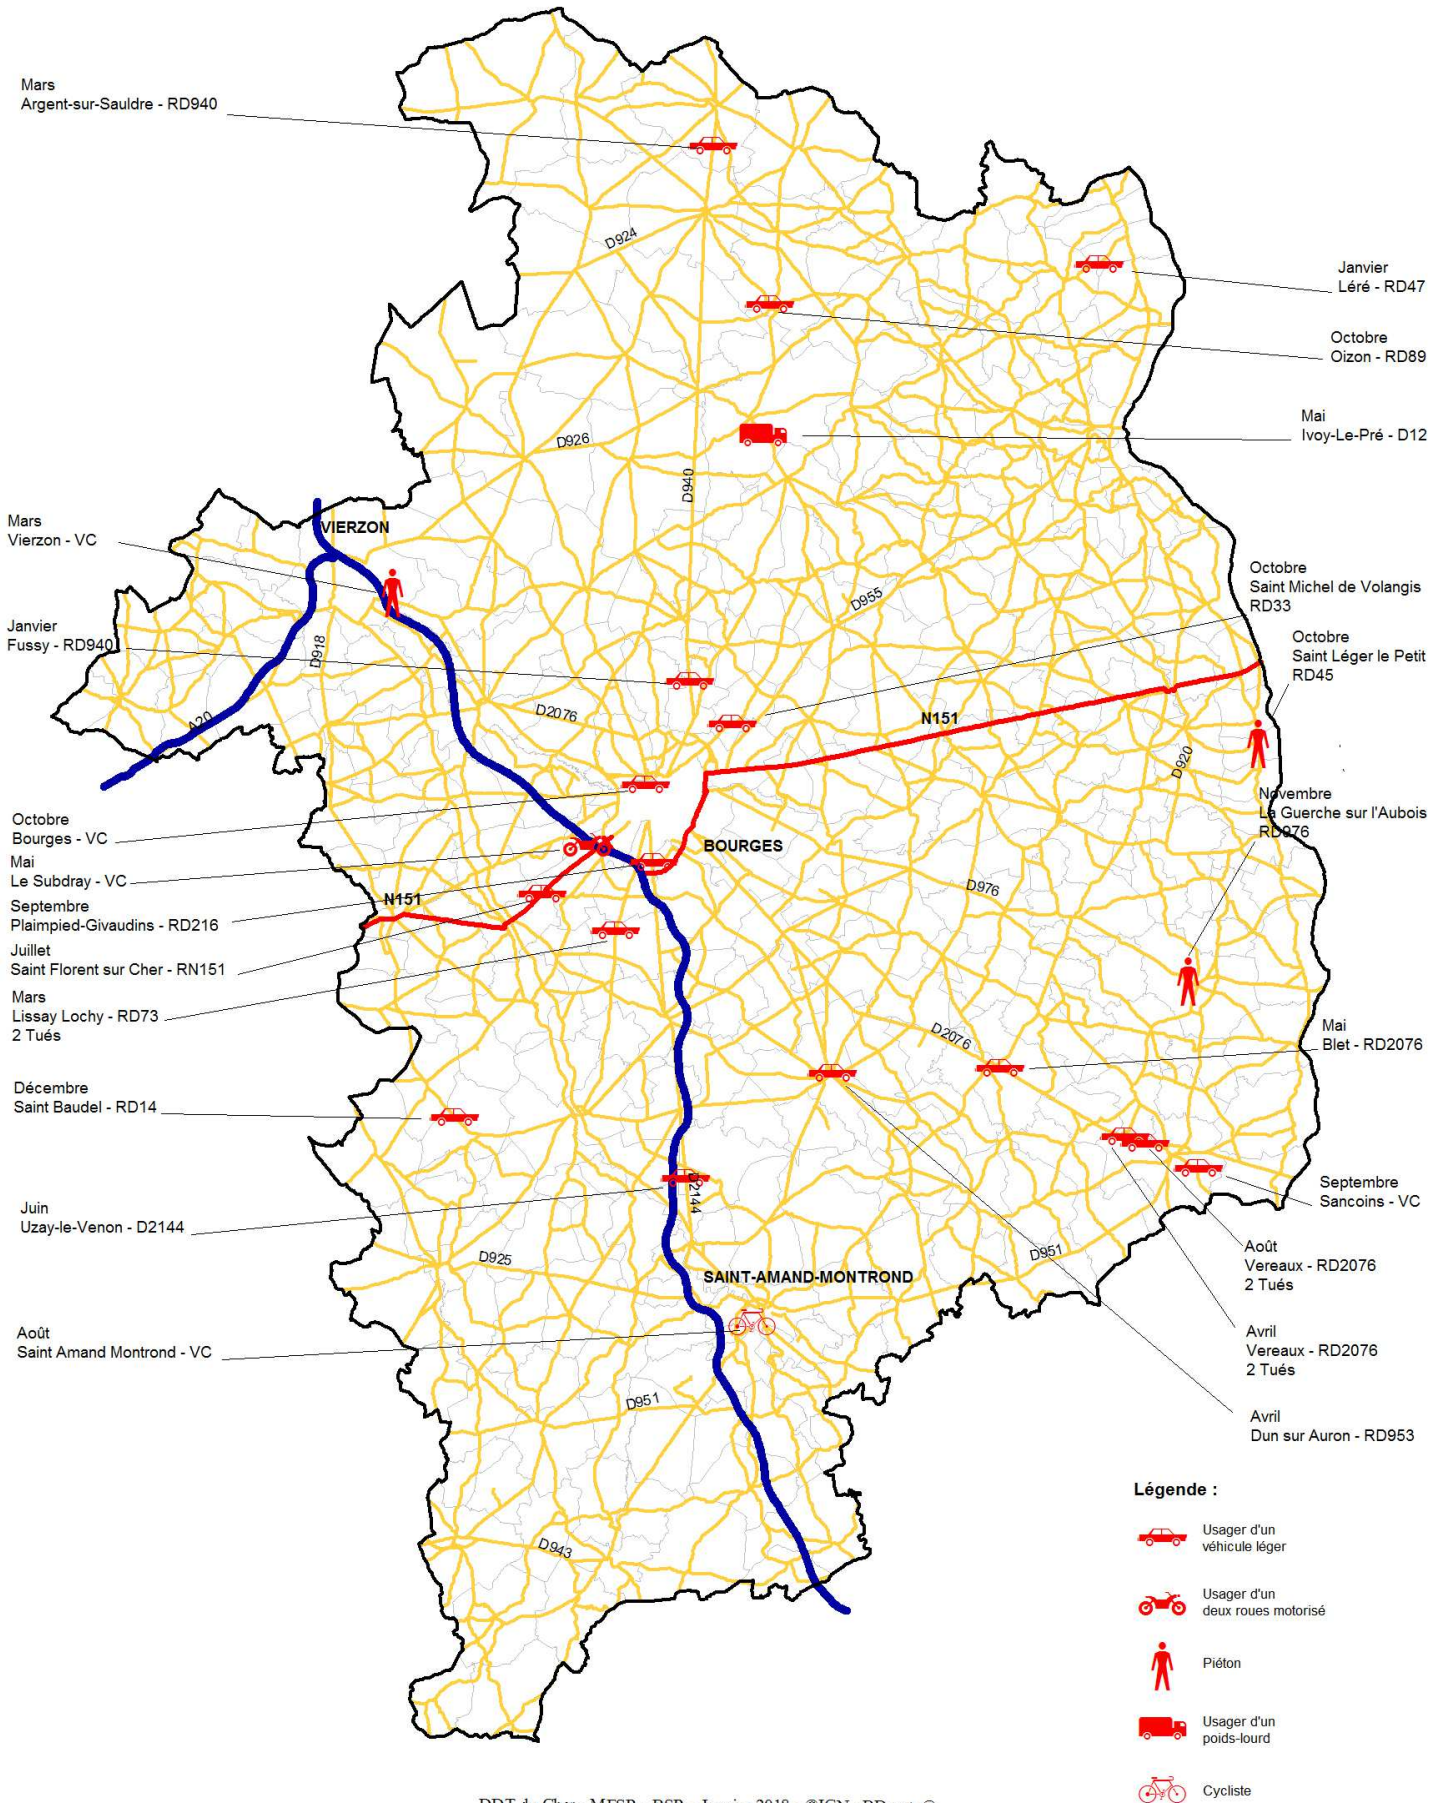 Mars
Argent-sur-Sauldre - RD940
Janvier
Léré - RD47
Octobre
Oizon - RD89
Mai
Ivoy-Le-Pré - D12
D924
D926
D940
VIERZON
Mars
Vierzon - VC
Janvier
Fussy - RD940
D918
A20
D955
D2076
N151
D920
Octobre
Saint Michel de Volangis
RD33
Octobre
Saint Léger le Petit
RD45
Novembre
La Guerche sur l'Aubois
RD976
Octobre
Bourges - VC
Mai
Le Subdray - VC
Septembre
Plaimpied-Givaudins - RD216
Juillet
Saint Florent sur Cher - RN151
Mars
Lissay Lochy - RD73
2 Tués
BOURGES
N151
D976
D2076
Mai
Blet - RD2076
Décembre
Saint Baudel - RD14
Juin
Uzay-le-Venon - D2144
D2144
D925
SAINT-AMAND-MONTROND
D951
Septembre
Sancoins - VC
Août
Vereaux - RD2076
2 Tués
Avril
Vereaux - RD2076
2 Tués
Avril
Dun sur Auron - RD953
Août
Saint Amand Montrond - VC
D951
D943
Légende :
Usager d'un
véhicule léger
Usager d'un
deux roues motorisé
Piéton
Usager d'un
poids-lourd
Cycliste